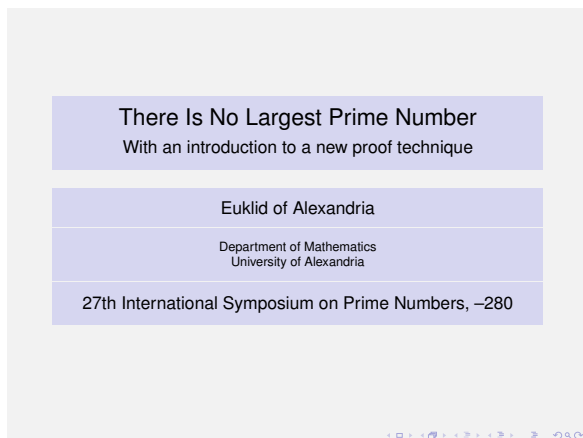 There Is No Largest Prime Number
With an introduction to a new proof technique
Euklid of Alexandria
Department of Mathematics
University of Alexandria
27th International Symposium on Prime Numbers, –280